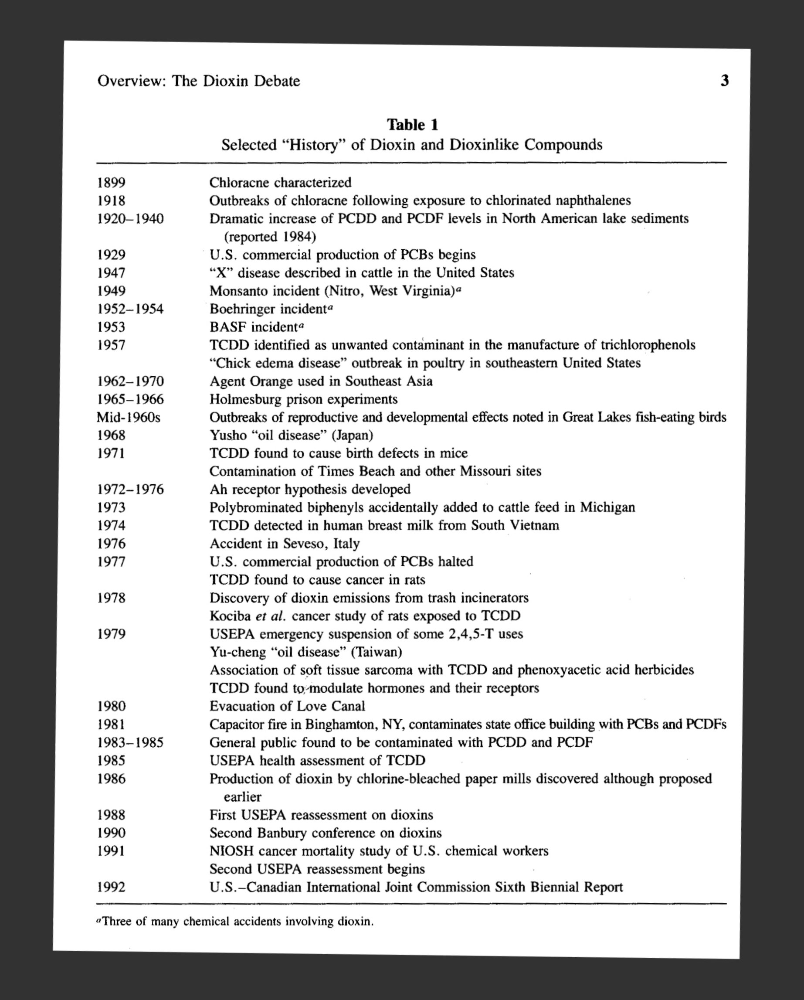 Overview: The Dioxin Debate 3
Table 1
Selected “History” of Dioxin and Dioxinlike Compounds
1899 Chloracne characterized
1918 Outbreaks of chloracne following exposure to chlorinated naphthalenes
1920–1940 Dramatic increase of PCDD and PCDF levels in North American lake sediments
(reported 1984)
1929 U.S. commercial production of PCBs begins
1947 “X” disease described in cattle in the United States
1949 Monsanto incident (Nitro, West Virginia)a
1952–1954 Boehringer incidenta
1953 BASF incidenta
1957 TCDD identified as unwanted contaminant in the manufacture of trichlorophenols
“Chick edema disease” outbreak in poultry in southeastern United States
1962–1970 Agent Orange used in Southeast Asia
1965–1966 Holmesburg prison experiments
Mid-1960s Outbreaks of reproductive and developmental effects noted in Great Lakes fish-eating birds
1968 Yusho “oil disease” (Japan)
1971 TCDD found to cause birth defects in mice
Contamination of Times Beach and other Missouri sites
1972–1976 Ah receptor hypothesis developed
1973 Polybrominated biphenyls accidentally added to cattle feed in Michigan
1974 TCDD detected in human breast milk from South Vietnam
1976 Accident in Seveso, Italy
1977 U.S. commercial production of PCBs halted
TCDD found to cause cancer in rats
1978 Discovery of dioxin emissions from trash incinerators
Kociba et al. cancer study of rats exposed to TCDD
1979 USEPA emergency suspension of some 2,4,5-T uses
Yu-cheng “oil disease” (Taiwan)
Association of soft tissue sarcoma with TCDD and phenoxyacetic acid herbicides
TCDD found to modulate hormones and their receptors
1980 Evacuation of Love Canal
1981 Capacitor fire in Binghamton, NY, contaminates state office building with PCBs and PCDFs
1983–1985 General public found to be contaminated with PCDD and PCDF
1985 USEPA health assessment of TCDD
1986 Production of dioxin by chlorine-bleached paper mills discovered although proposed
earlier
1988 First USEPA reassessment on dioxins
1990 Second Banbury conference on dioxins
1991 NIOSH cancer mortality study of U.S. chemical workers
Second USEPA reassessment begins
1992 U.S.–Canadian International Joint Commission Sixth Biennial Report
aThree of many chemical accidents involving dioxin.